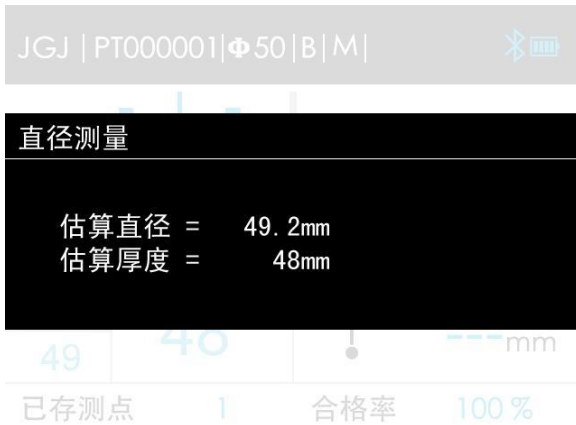 JGJ | PT000001|Φ50|B|M|
直径测量
估算直径 = 49.2mm
估算厚度 = 48mm
49 48 ---mm
已存测点 1 合格率 100 %